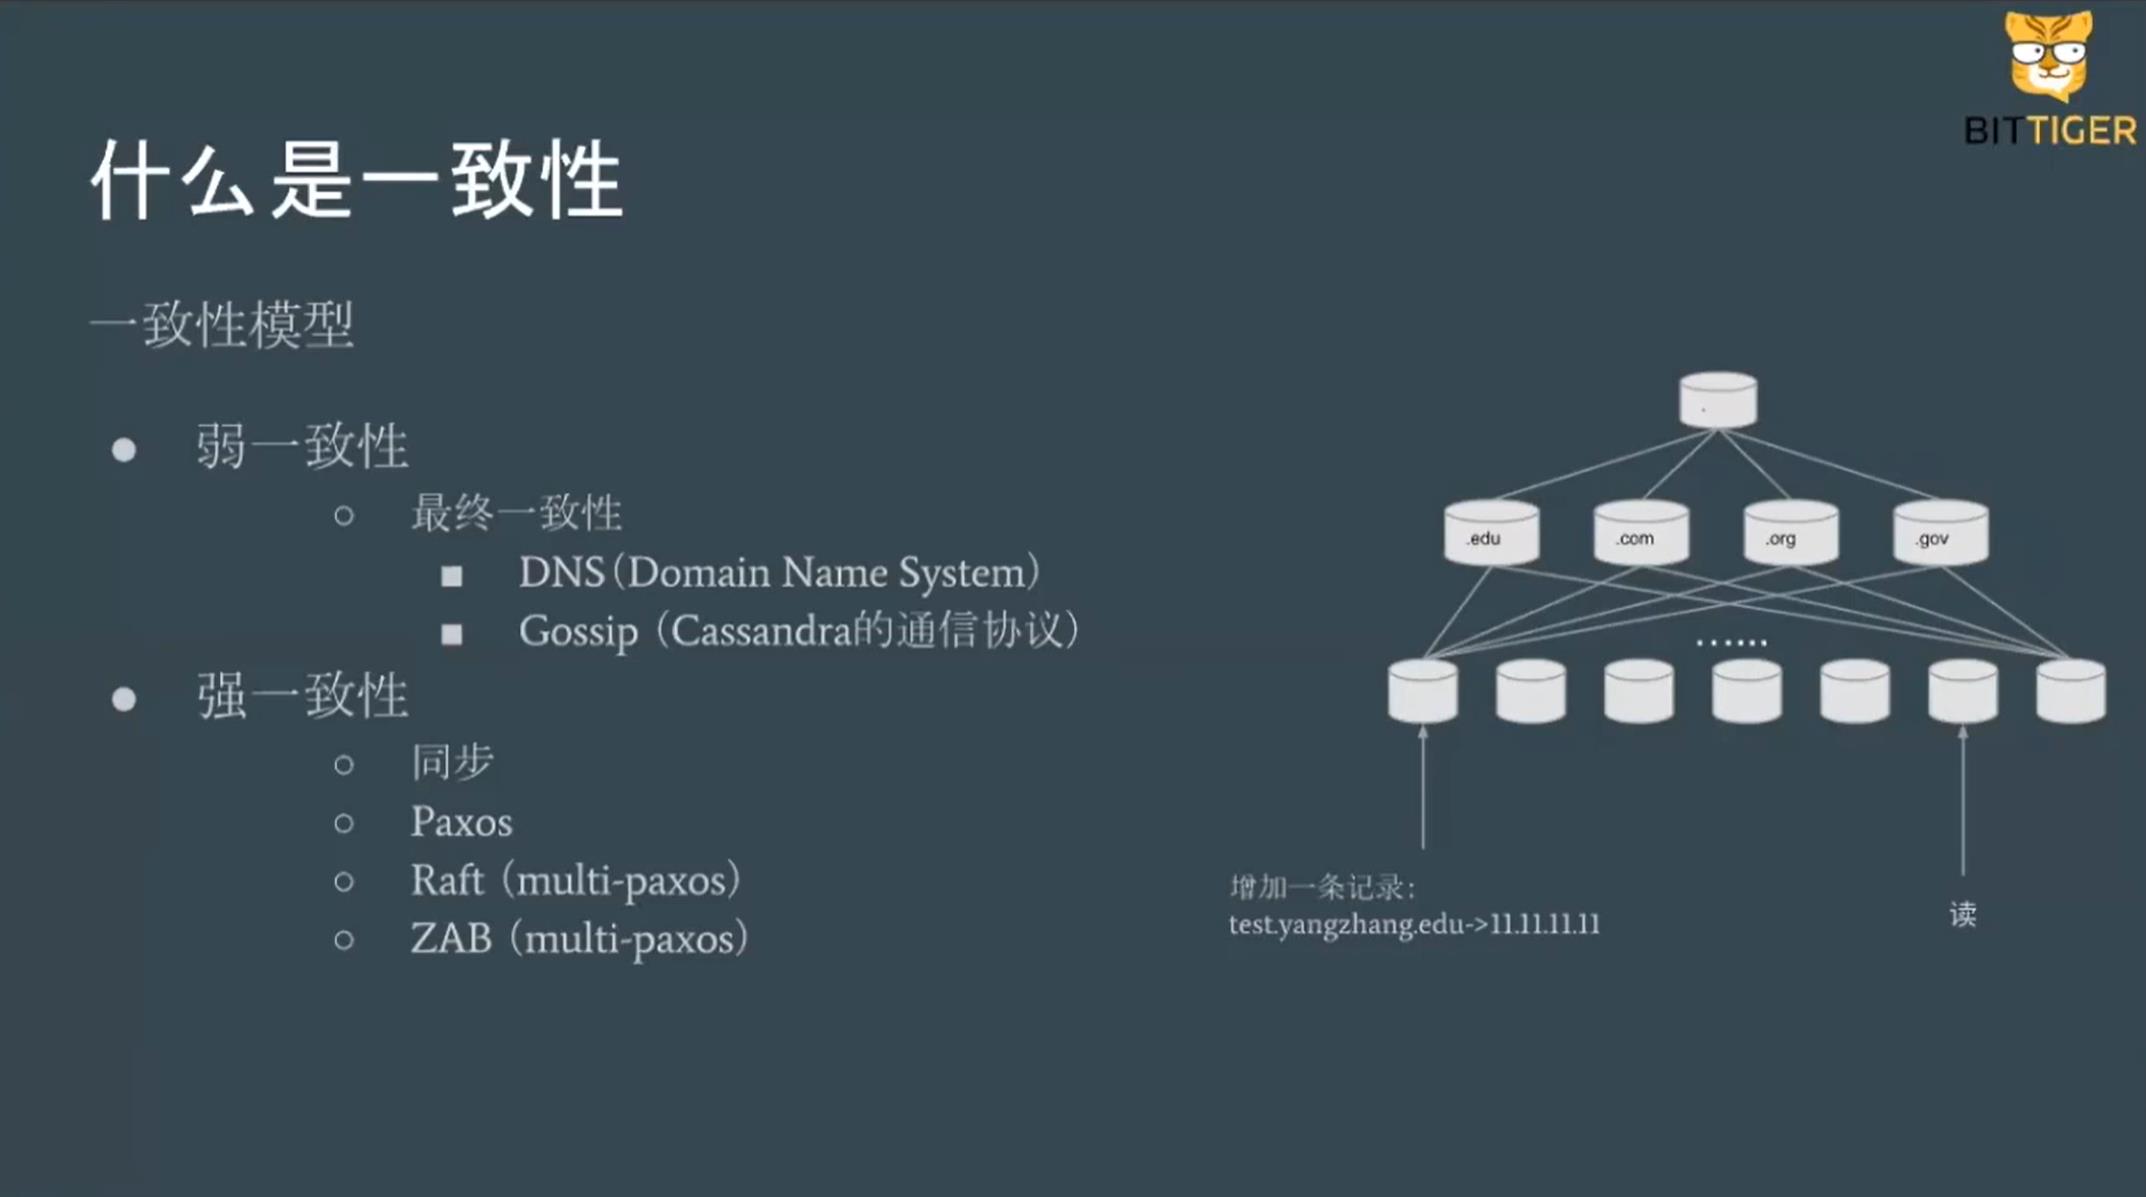 BITTIGER
什么是一致性
一致性模型
弱一致性
最终一致性
DNS（Domain Name System）
Gossip（Cassandra的通信协议）
强一致性
同步
Paxos
Raft（multi-paxos）
ZAB（multi-paxos）
.
.edu
.com
.org
.gov
......
增加一条记录：
test.yangzhang.edu->11.11.11.11
读